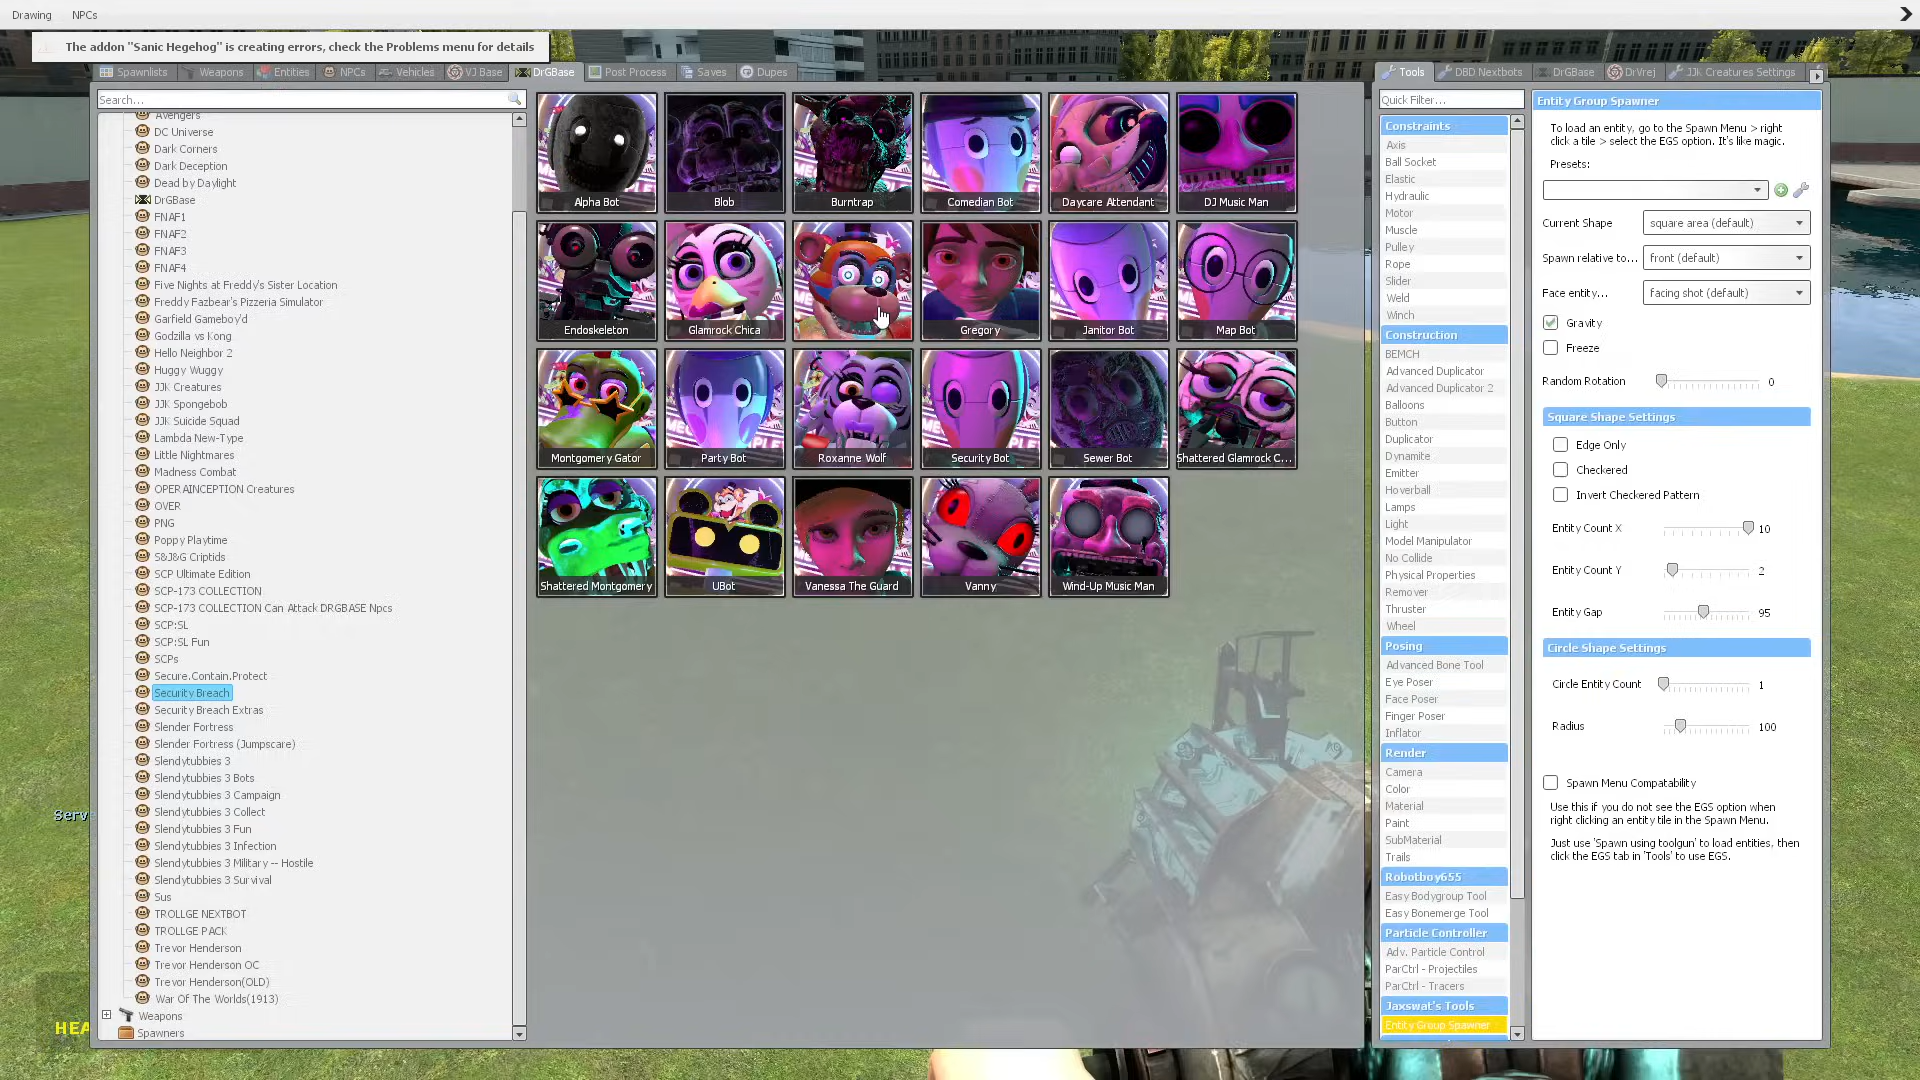 Drawing NPCs
The addon "Sanic Hegehog" is creating errors, check the Problems menu for details
Spawnlists Weapons Entities NPCs Vehicles VJ Base DrGBase Post Process Saves Dupes
Search...
Avengers
DC Universe
Dark Corners
Dark Deception
Dead by Daylight
DrGBase
FNAF1
FNAF2
FNAF3
FNAF4
Five Nights at Freddy's Sister Location
Freddy Fazbear's Pizzeria Simulator
Garfield Gameboy'd
Godzilla vs Kong
Hello Neighbor 2
Huggy Wuggy
JJK Creatures
JJK Spongebob
JJK Suicide Squad
Lambda New-Type
Little Nightmares
Madness Combat
OPERAINCEPTION Creatures
OVER
PNG
Poppy Playtime
S&J&G Criptids
SCP Ultimate Edition
SCP-173 COLLECTION
SCP-173 COLLECTION Can Attack DRGBASE Npcs
SCP:SL
SCP:SL Fun
SCPs
Secure.Contain.Protect
Security Breach
Security Breach Extras
Slender Fortress
Slender Fortress (Jumpscare)
Slendytubbies 3
Slendytubbies 3 Bots
Slendytubbies 3 Campaign
Slendytubbies 3 Collect
Slendytubbies 3 Fun
Slendytubbies 3 Infection
Slendytubbies 3 Military -- Hostile
Slendytubbies 3 Survival
Sus
TROLLGE NEXTBOT
TROLLGE PACK
Trevor Henderson
Trevor Henderson OC
Trevor Henderson(OLD)
War Of The Worlds(1913)
Weapons
Spawners
Serv
HEA
Alpha Bot Blob Burntrap Comedian Bot Daycare Attendant DJ Music Man
Endoskeleton Glamrock Chica Gregory Janitor Bot Map Bot
Montgomery Gator Party Bot Roxanne Wolf Security Bot Sewer Bot Shattered Glamrock C...
Shattered Montgomery UBot Vanessa The Guard Vanny Wind-Up Music Man
Tools DBD Nextbots DrGBase DrVrej JJK Creatures Settings
Quick Filter...
Constraints
Axis
Ball Socket
Elastic
Hydraulic
Motor
Muscle
Pulley
Rope
Slider
Weld
Winch
Construction
BEMCH
Advanced Duplicator
Advanced Duplicator 2
Balloons
Button
Duplicator
Dynamite
Emitter
Hoverball
Lamps
Light
Model Manipulator
No Collide
Physical Properties
Remover
Thruster
Wheel
Posing
Advanced Bone Tool
Eye Poser
Face Poser
Finger Poser
Inflator
Render
Camera
Color
Material
Paint
SubMaterial
Trails
Robotboy655
Easy Bodygroup Tool
Easy Bonemerge Tool
Particle Controller
Adv. Particle Control
ParCtrl - Projectiles
ParCtrl - Tracers
Jaxswat's Tools
Entity Group Spawner
Entity Group Spawner
To load an entity, go to the Spawn Menu > right
click a tile > select the EGS option. It's like magic.
Presets:
Current Shape square area (default)
Spawn relative to... front (default)
Face entity... facing shot (default)
Gravity
Freeze
Random Rotation 0
Square Shape Settings
Edge Only
Checkered
Invert Checkered Pattern
Entity Count X 10
Entity Count Y 2
Entity Gap 95
Circle Shape Settings
Circle Entity Count 1
Radius 100
Spawn Menu Compatability
Use this if you do not see the EGS option when
right clicking an entity tile in the Spawn Menu.
Just use 'Spawn using toolgun' to load entities, then
click the EGS tab in 'Tools' to use EGS.